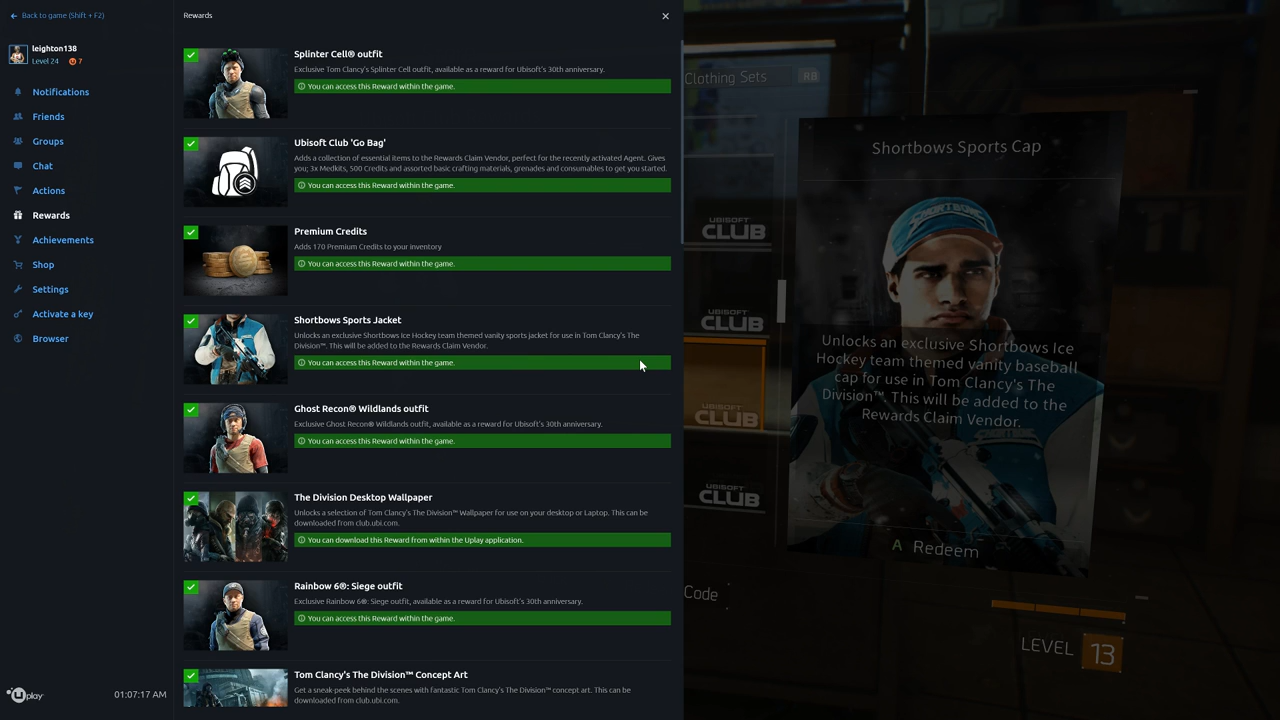 Back to game (Shift + F2)
leighton138
Level 24
7
Notifications
Friends
Groups
Chat
Actions
Rewards
Achievements
Shop
Settings
Activate a key
Browser
uplay
01:07:17 AM
Rewards
Splinter Cell® outfit
Exclusive Tom Clancy's Splinter Cell outfit, available as a reward for Ubisoft's 30th anniversary.
You can access this Reward within the game.
Ubisoft Club 'Go Bag'
Adds a collection of essential items to the Rewards Claim Vendor, perfect for the recently activated Agent. Gives
you; 3x Medkits, 500 Credits and assorted basic crafting materials, grenades and consumables to get you started.
You can access this Reward within the game.
Premium Credits
Adds 170 Premium Credits to your inventory
You can access this Reward within the game.
Shortbows Sports Jacket
Unlocks an exclusive Shortbows Ice Hockey team themed vanity sports jacket for use in Tom Clancy's The
Division™. This will be added to the Rewards Claim Vendor.
You can access this Reward within the game.
Ghost Recon® Wildlands outfit
Exclusive Ghost Recon® Wildlands outfit, available as a reward for Ubisoft's 30th anniversary.
You can access this Reward within the game.
The Division Desktop Wallpaper
Unlocks a selection of Tom Clancy's The Division™ Wallpaper for use on your desktop or Laptop. This can be
downloaded from club.ubi.com.
You can download this Reward from within the Uplay application.
Rainbow 6®: Siege outfit
Exclusive Rainbow 6®: Siege outfit, available as a reward for Ubisoft's 30th anniversary.
You can access this Reward within the game.
Tom Clancy's The Division™ Concept Art
Get a sneak-peek behind the scenes with fantastic Tom Clancy's The Division™ concept art. This can be
downloaded from club.ubi.com.
Clothing Sets RB
UBISOFT
CLUB
UBISOFT
CLUB
UBISOFT
CLUB
UBISOFT
CLUB
Code
Shortbows Sports Cap
SHORTBOWS
Unlocks an exclusive Shortbows Ice
Hockey team themed vanity baseball
cap for use in Tom Clancy's The
Division™. This will be added to the
Rewards Claim Vendor.
A Redeem
LEVEL 13